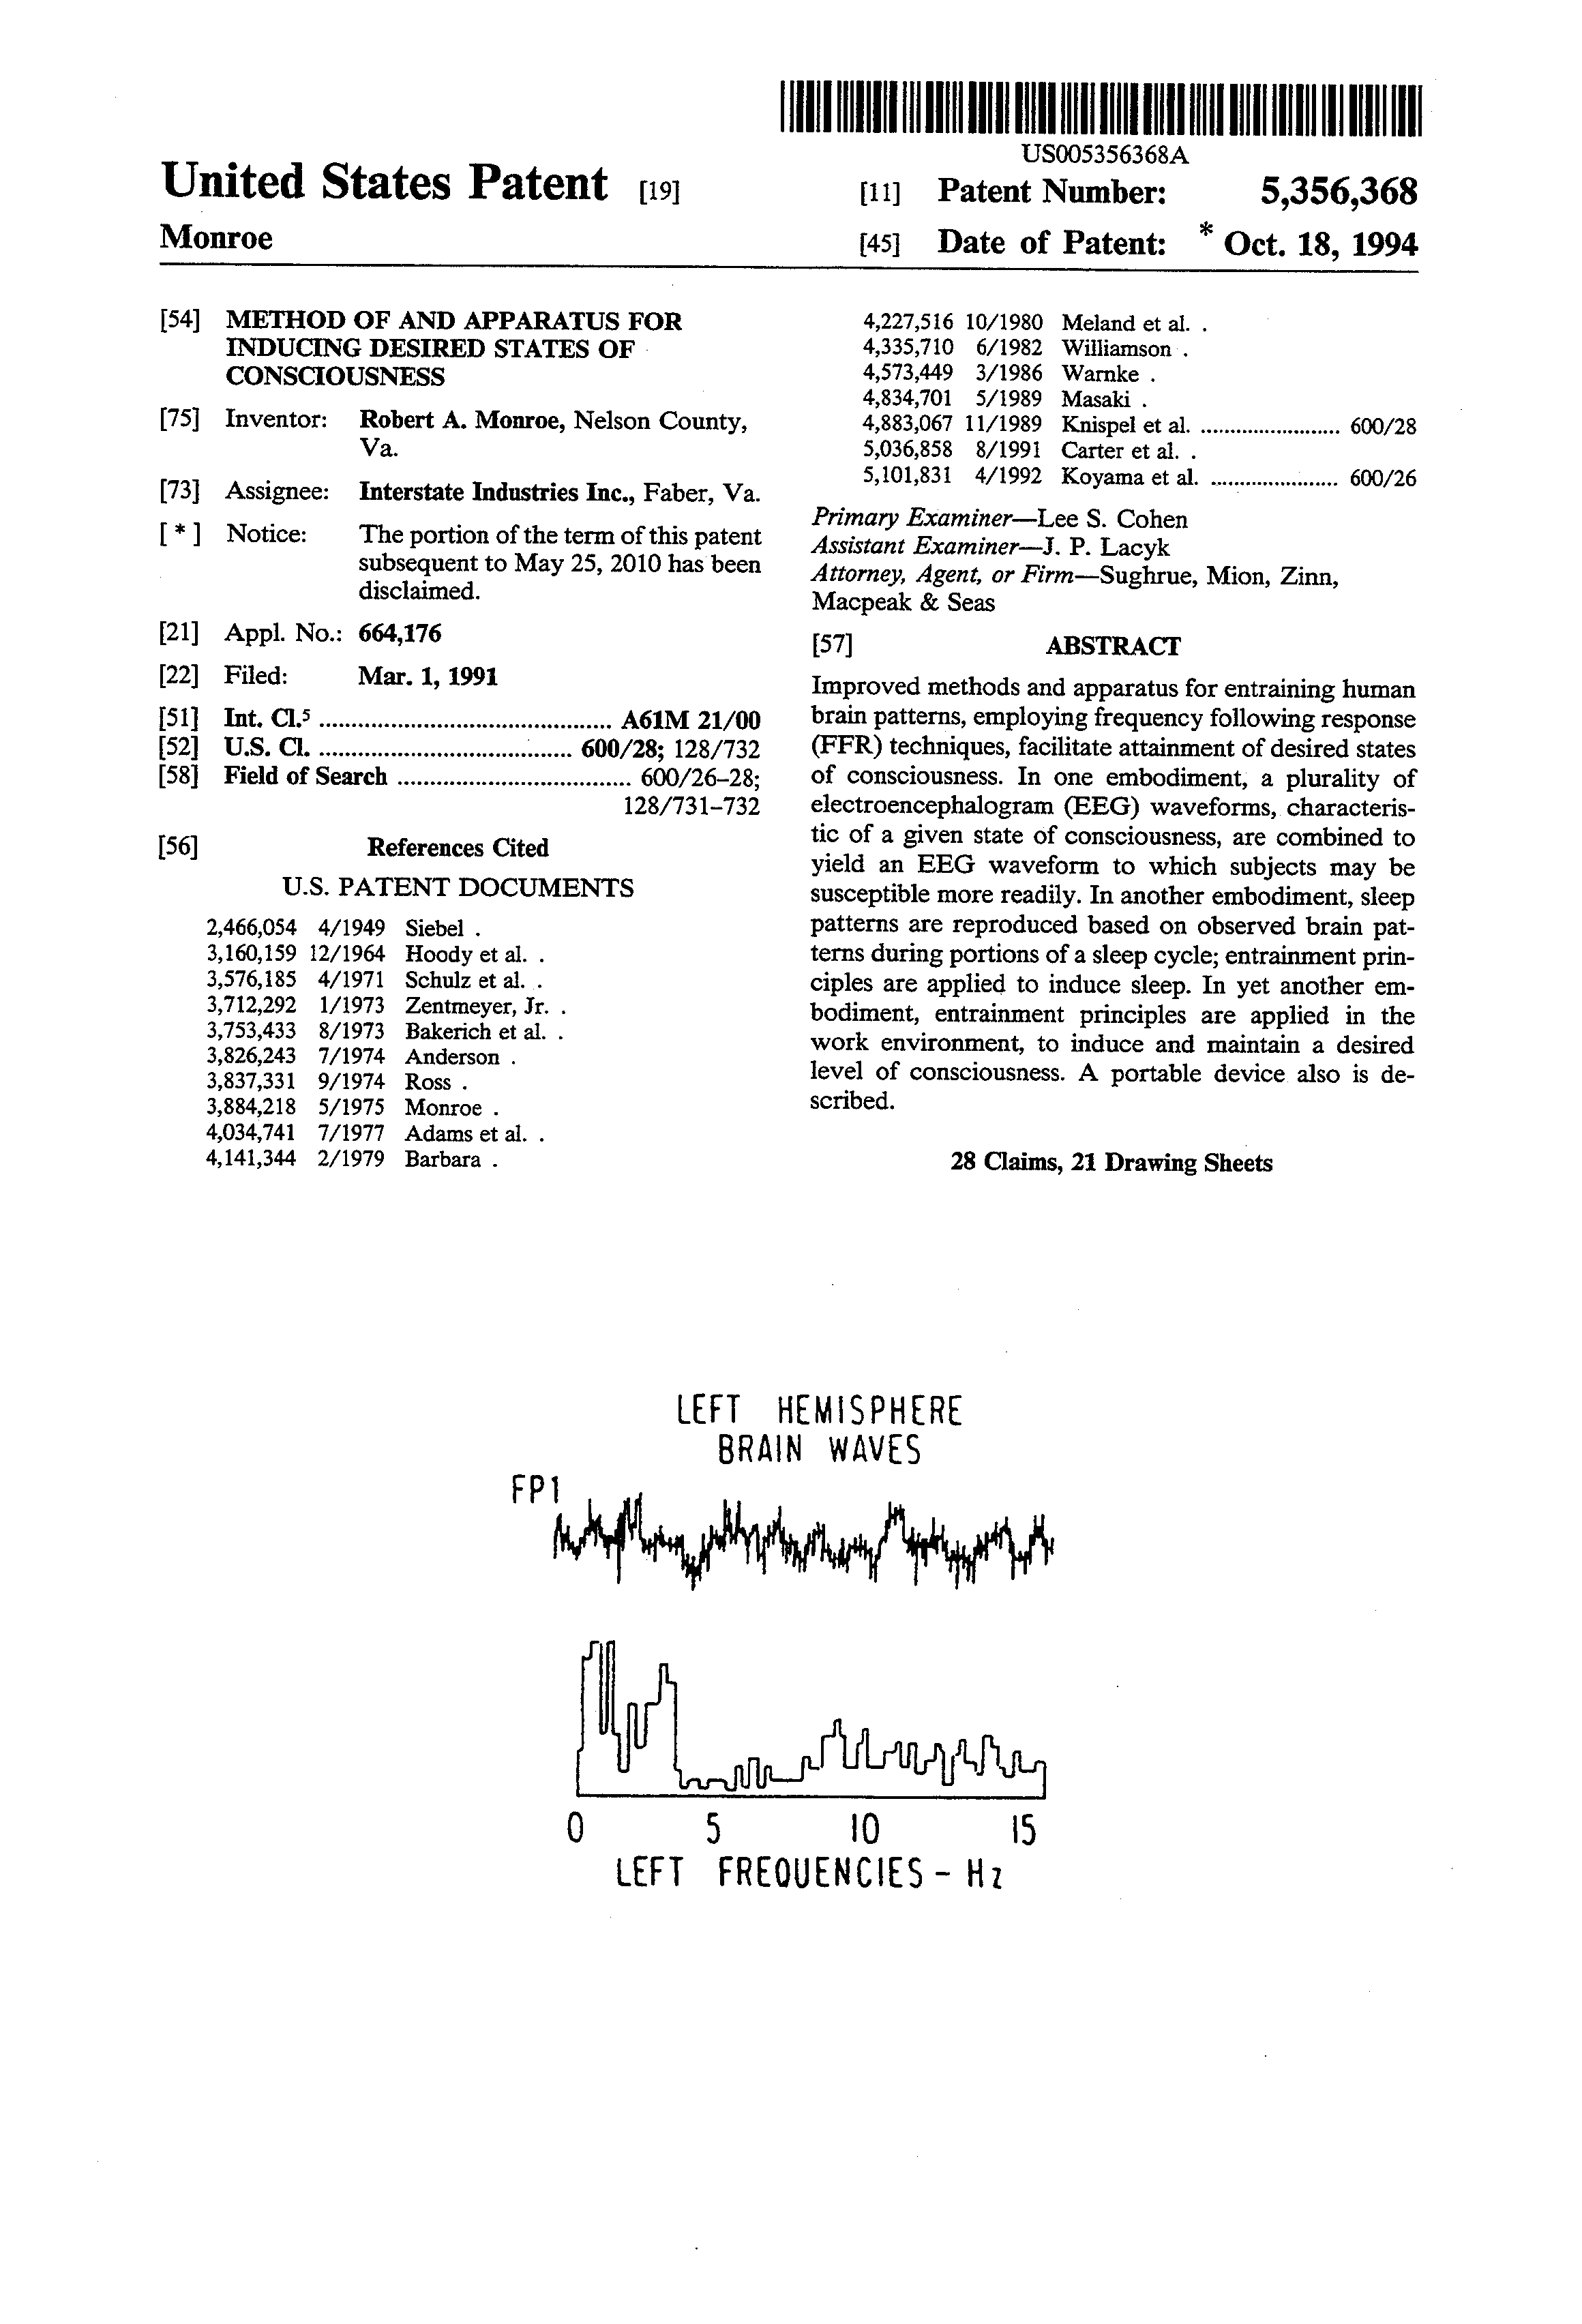 US005356368A
United States Patent [19]
Monroe
[11] Patent Number: 5,356,368
[45] Date of Patent: * Oct. 18, 1994
[54] METHOD OF AND APPARATUS FOR
INDUCING DESIRED STATES OF
CONSCIOUSNESS
[75] Inventor: Robert A. Monroe, Nelson County,
Va.
[73] Assignee: Interstate Industries Inc., Faber, Va.
[ * ] Notice: The portion of the term of this patent
subsequent to May 25, 2010 has been
disclaimed.
[21] Appl. No.: 664,176
[22] Filed: Mar. 1, 1991
[51] Int. Cl.⁵ ............................................. A61M 21/00
[52] U.S. Cl. ....................................... 600/28; 128/732
[58] Field of Search .................................... 600/26-28;
128/731-732
[56] References Cited
U.S. PATENT DOCUMENTS
2,466,054 4/1949 Siebel .
3,160,159 12/1964 Hoody et al. .
3,576,185 4/1971 Schulz et al. .
3,712,292 1/1973 Zentmeyer, Jr. .
3,753,433 8/1973 Bakerich et al. .
3,826,243 7/1974 Anderson .
3,837,331 9/1974 Ross .
3,884,218 5/1975 Monroe .
4,034,741 7/1977 Adams et al. .
4,141,344 2/1979 Barbara .
4,227,516 10/1980 Meland et al. .
4,335,710 6/1982 Williamson .
4,573,449 3/1986 Warnke .
4,834,701 5/1989 Masaki .
4,883,067 11/1989 Knispel et al. ........................ 600/28
5,036,858 8/1991 Carter et al. .
5,101,831 4/1992 Koyama et al. ...................... 600/26
Primary Examiner—Lee S. Cohen
Assistant Examiner—J. P. Lacyk
Attorney, Agent, or Firm—Sughrue, Mion, Zinn,
Macpeak & Seas
[57] ABSTRACT
Improved methods and apparatus for entraining human
brain patterns, employing frequency following response
(FFR) techniques, facilitate attainment of desired states
of consciousness. In one embodiment, a plurality of
electroencephalogram (EEG) waveforms, characteris-
tic of a given state of consciousness, are combined to
yield an EEG waveform to which subjects may be
susceptible more readily. In another embodiment, sleep
patterns are reproduced based on observed brain pat-
terns during portions of a sleep cycle; entrainment prin-
ciples are applied to induce sleep. In yet another em-
bodiment, entrainment principles are applied in the
work environment, to induce and maintain a desired
level of consciousness. A portable device also is de-
scribed.
28 Claims, 21 Drawing Sheets
LEFT HEMISPHERE
BRAIN WAVES
FP1
0 5 10 15
LEFT FREQUENCIES - Hz